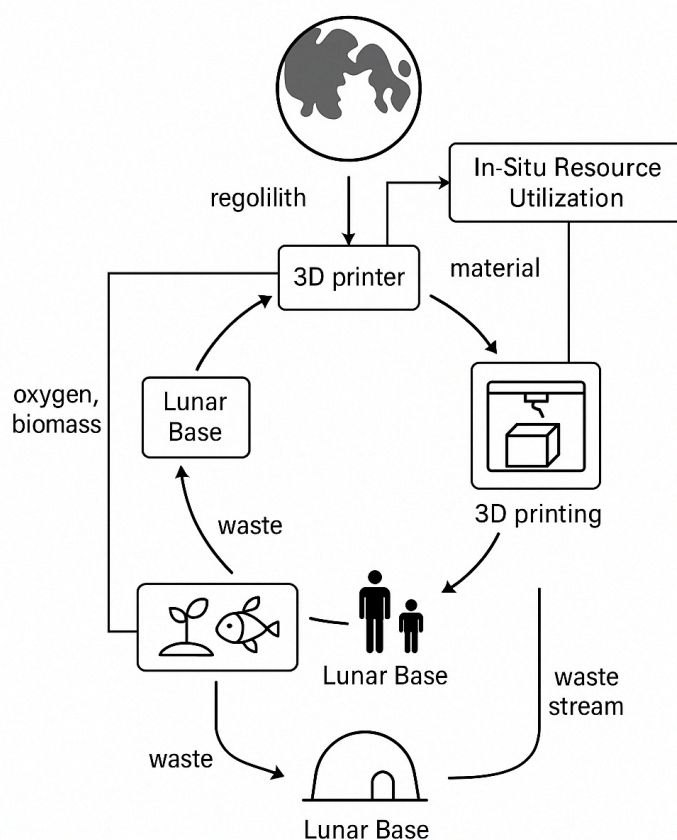 regolilith
In-Situ Resource
Utilization
3D printer
material
oxygen,
biomass
Lunar
Base
3D printing
waste
Lunar Base
waste
stream
waste
Lunar Base